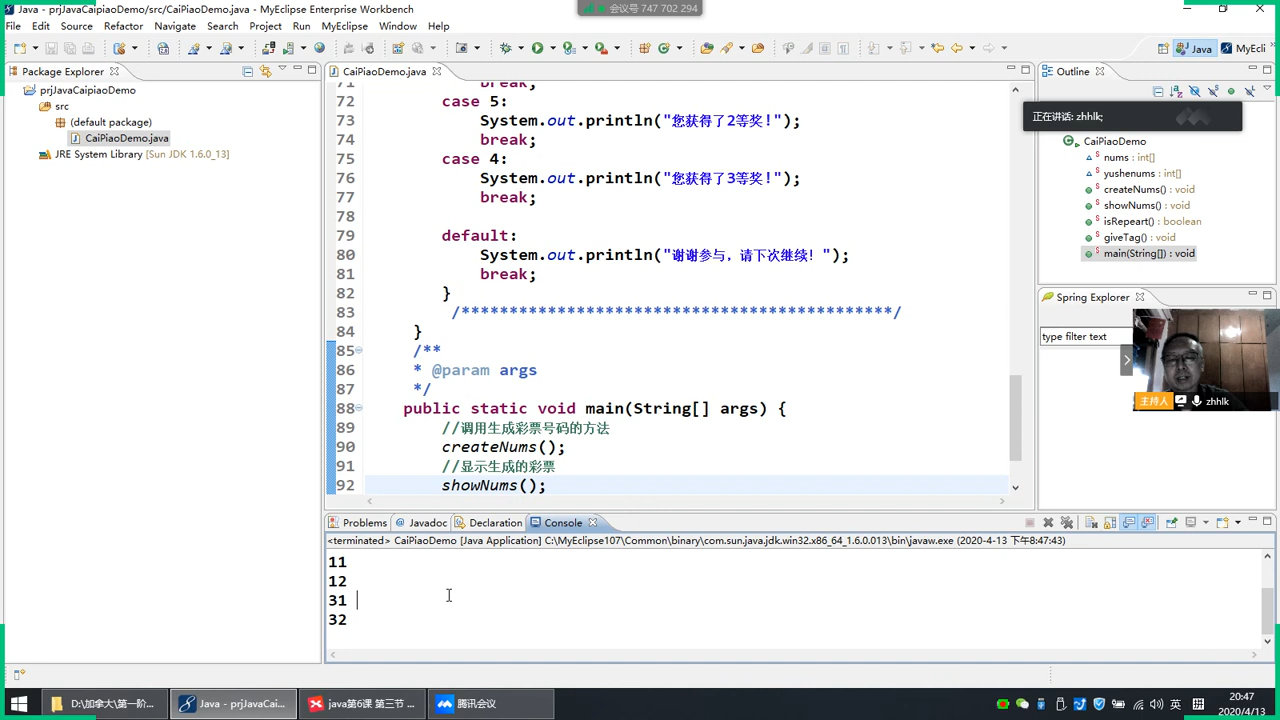 Java - prjJavaCaipiaoDemo/src/CaiPiaoDemo.java - MyEclipse Enterprise Workbench
会议号 747 702 294
File Edit Source Refactor Navigate Search Project Run MyEclipse Window Help
Java MyEcli
Package Explorer
prjJavaCaipiaoDemo
src
(default package)
CaiPiaoDemo.java
JRE System Library [Sun JDK 1.6.0_13]
CaiPiaoDemo.java
71 break;
72 case 5:
73 System.out.println("您获得了2等奖!");
74 break;
75 case 4:
76 System.out.println("您获得了3等奖!");
77 break;
78
79 default:
80 System.out.println("谢谢参与，请下次继续！");
81 break;
82 }
83 /*********************************************/
84 }
85 /**
86 * @param args
87 */
88 public static void main(String[] args) {
89 //调用生成彩票号码的方法
90 createNums();
91 //显示生成的彩票
92 showNums();
Outline
正在讲话: zhhlk;
CaiPiaoDemo
nums : int[]
yushenums : int[]
createNums() : void
showNums() : void
isRepeart() : boolean
giveTag() : void
main(String[]) : void
Spring Explorer
type filter text
主持人 zhhlk
Problems Javadoc Declaration Console
<terminated> CaiPiaoDemo [Java Application] C:\MyEclipse107\Common\binary\com.sun.java.jdk.win32.x86_64_1.6.0.013\bin\javaw.exe (2020-4-13 下午8:47:43)
11
12
31
32
D:\加拿大\第一阶... Java - prjJavaCai... java第6课 第三节 ... 腾讯会议
英 拼
20:47
2020/4/13